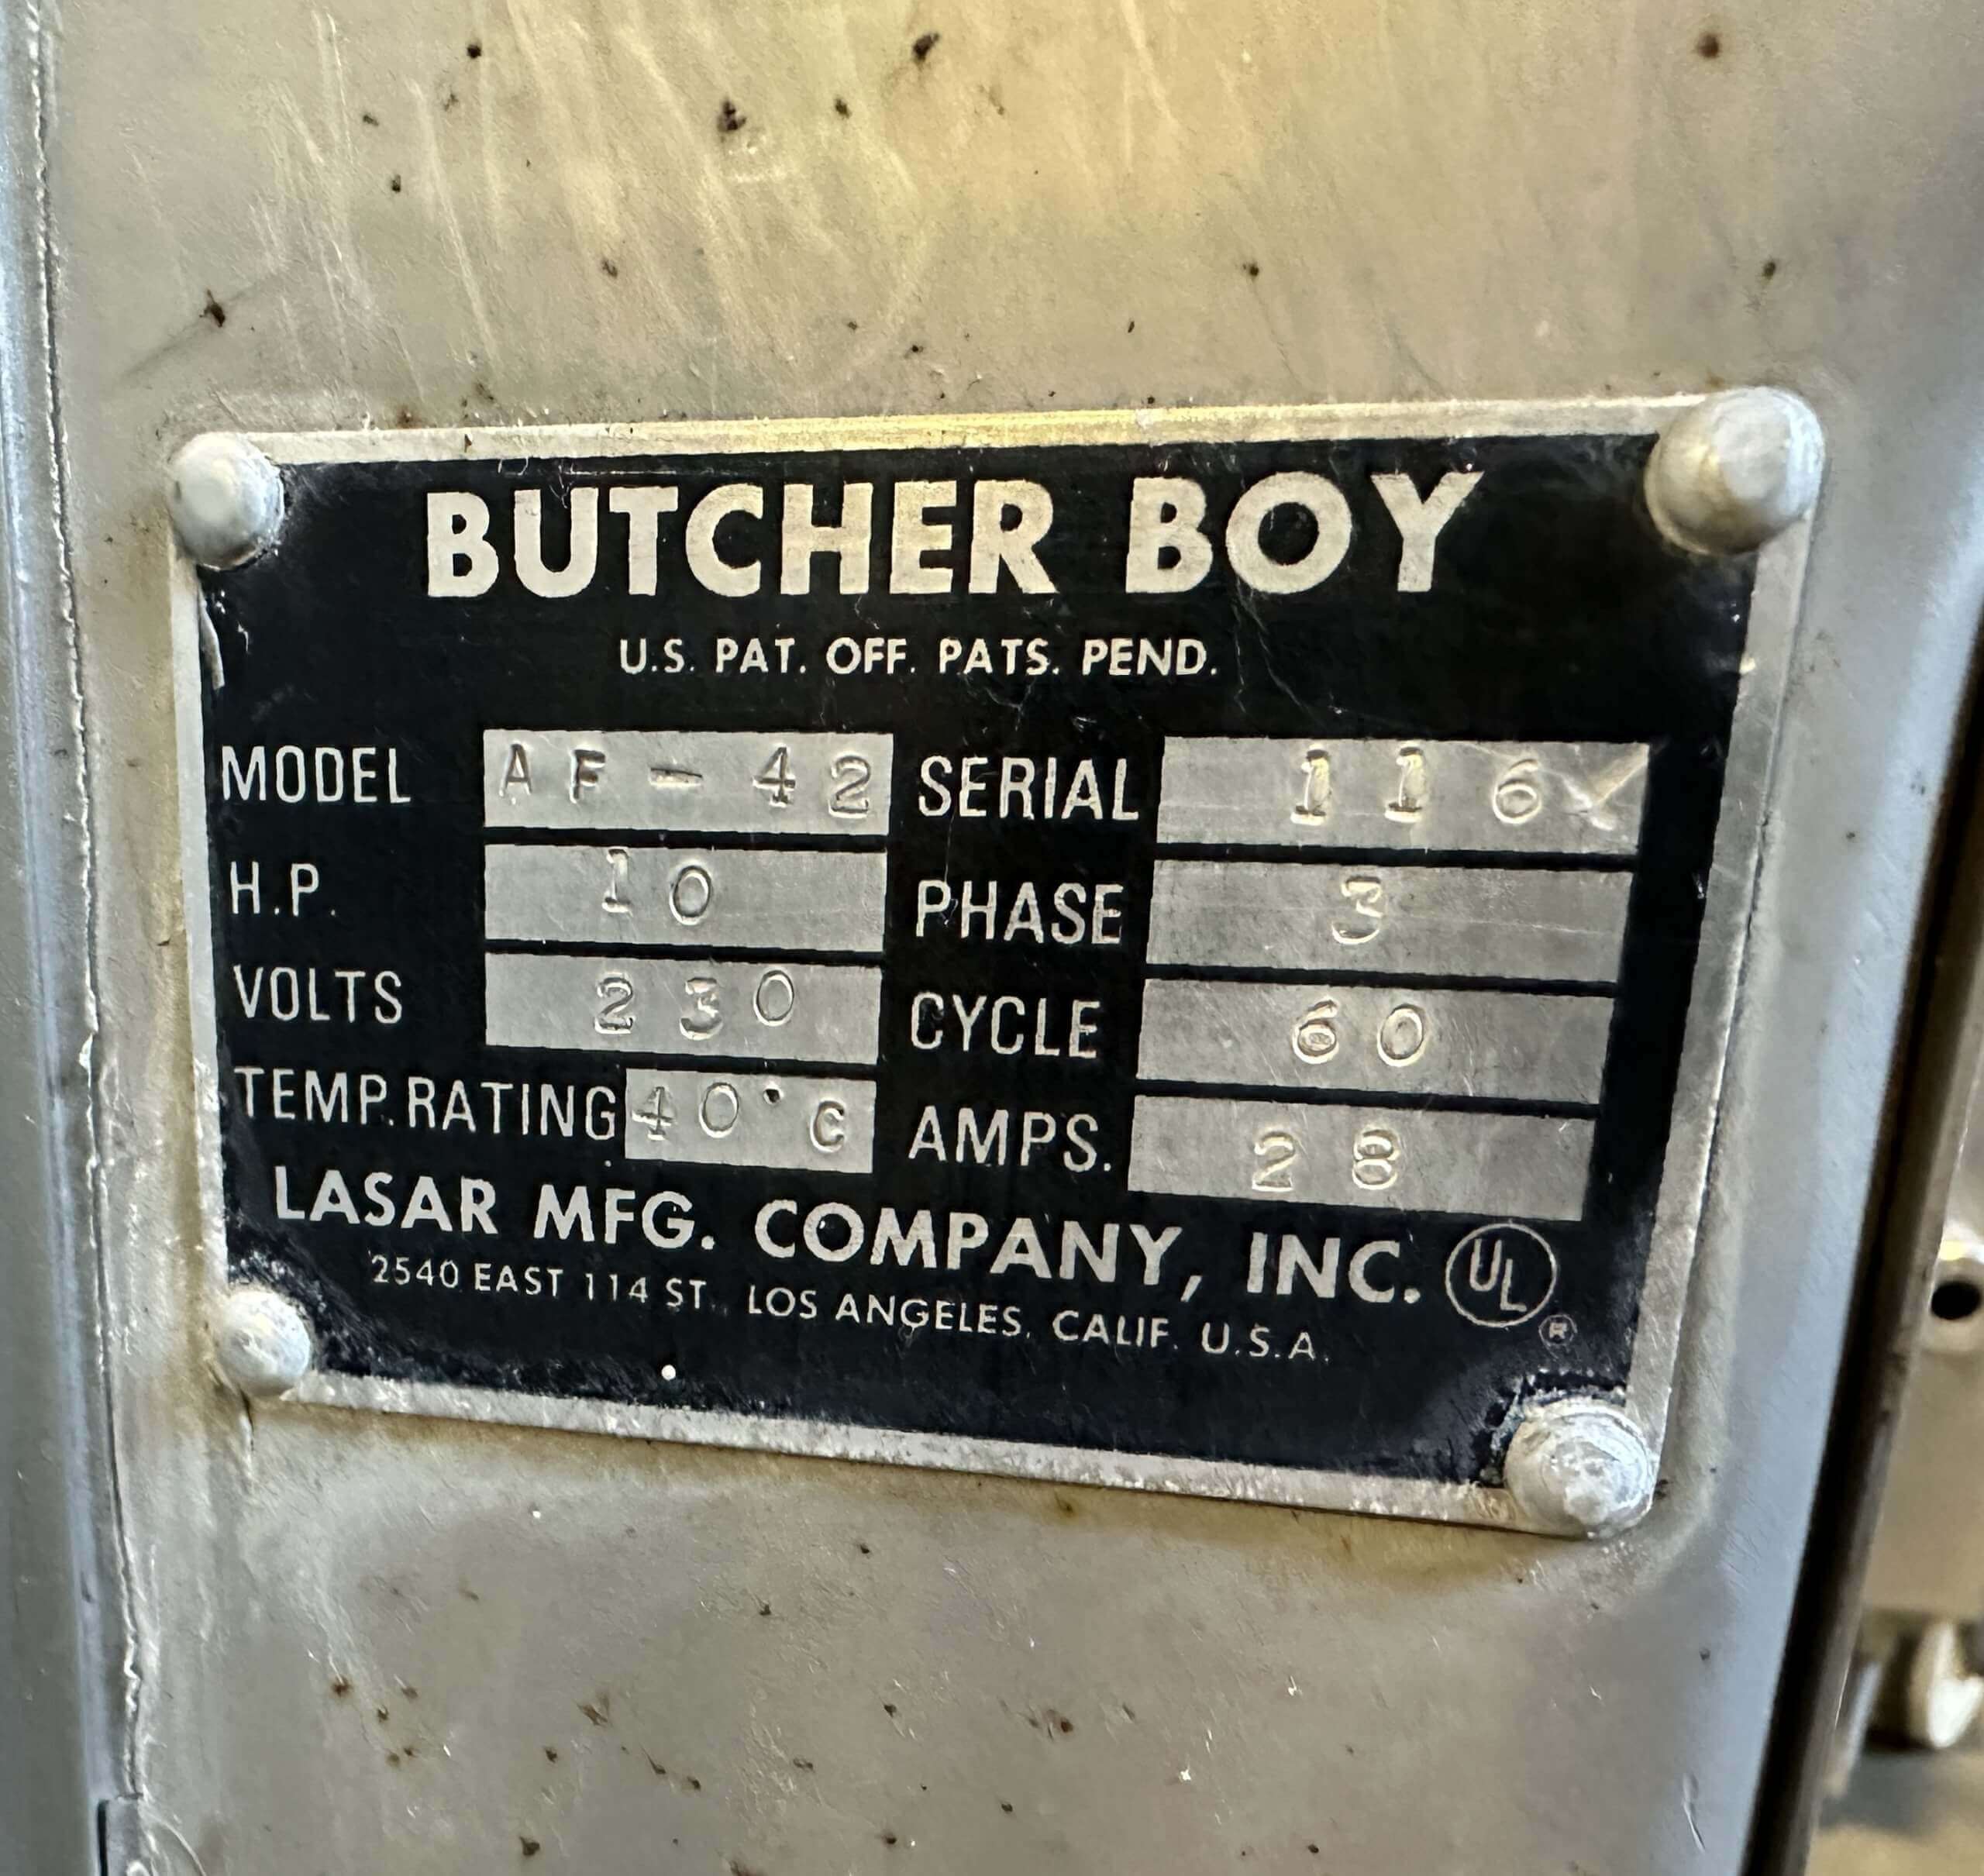 BUTCHER BOY
U.S. PAT. OFF. PATS. PEND.
MODEL AF-42 SERIAL 116
H.P. 10 PHASE 3
VOLTS 230 CYCLE 60
TEMP. RATING 40°C AMPS. 28
LASAR MFG. COMPANY, INC. UL ®
2540 EAST 114 ST., LOS ANGELES, CALIF. U.S.A.